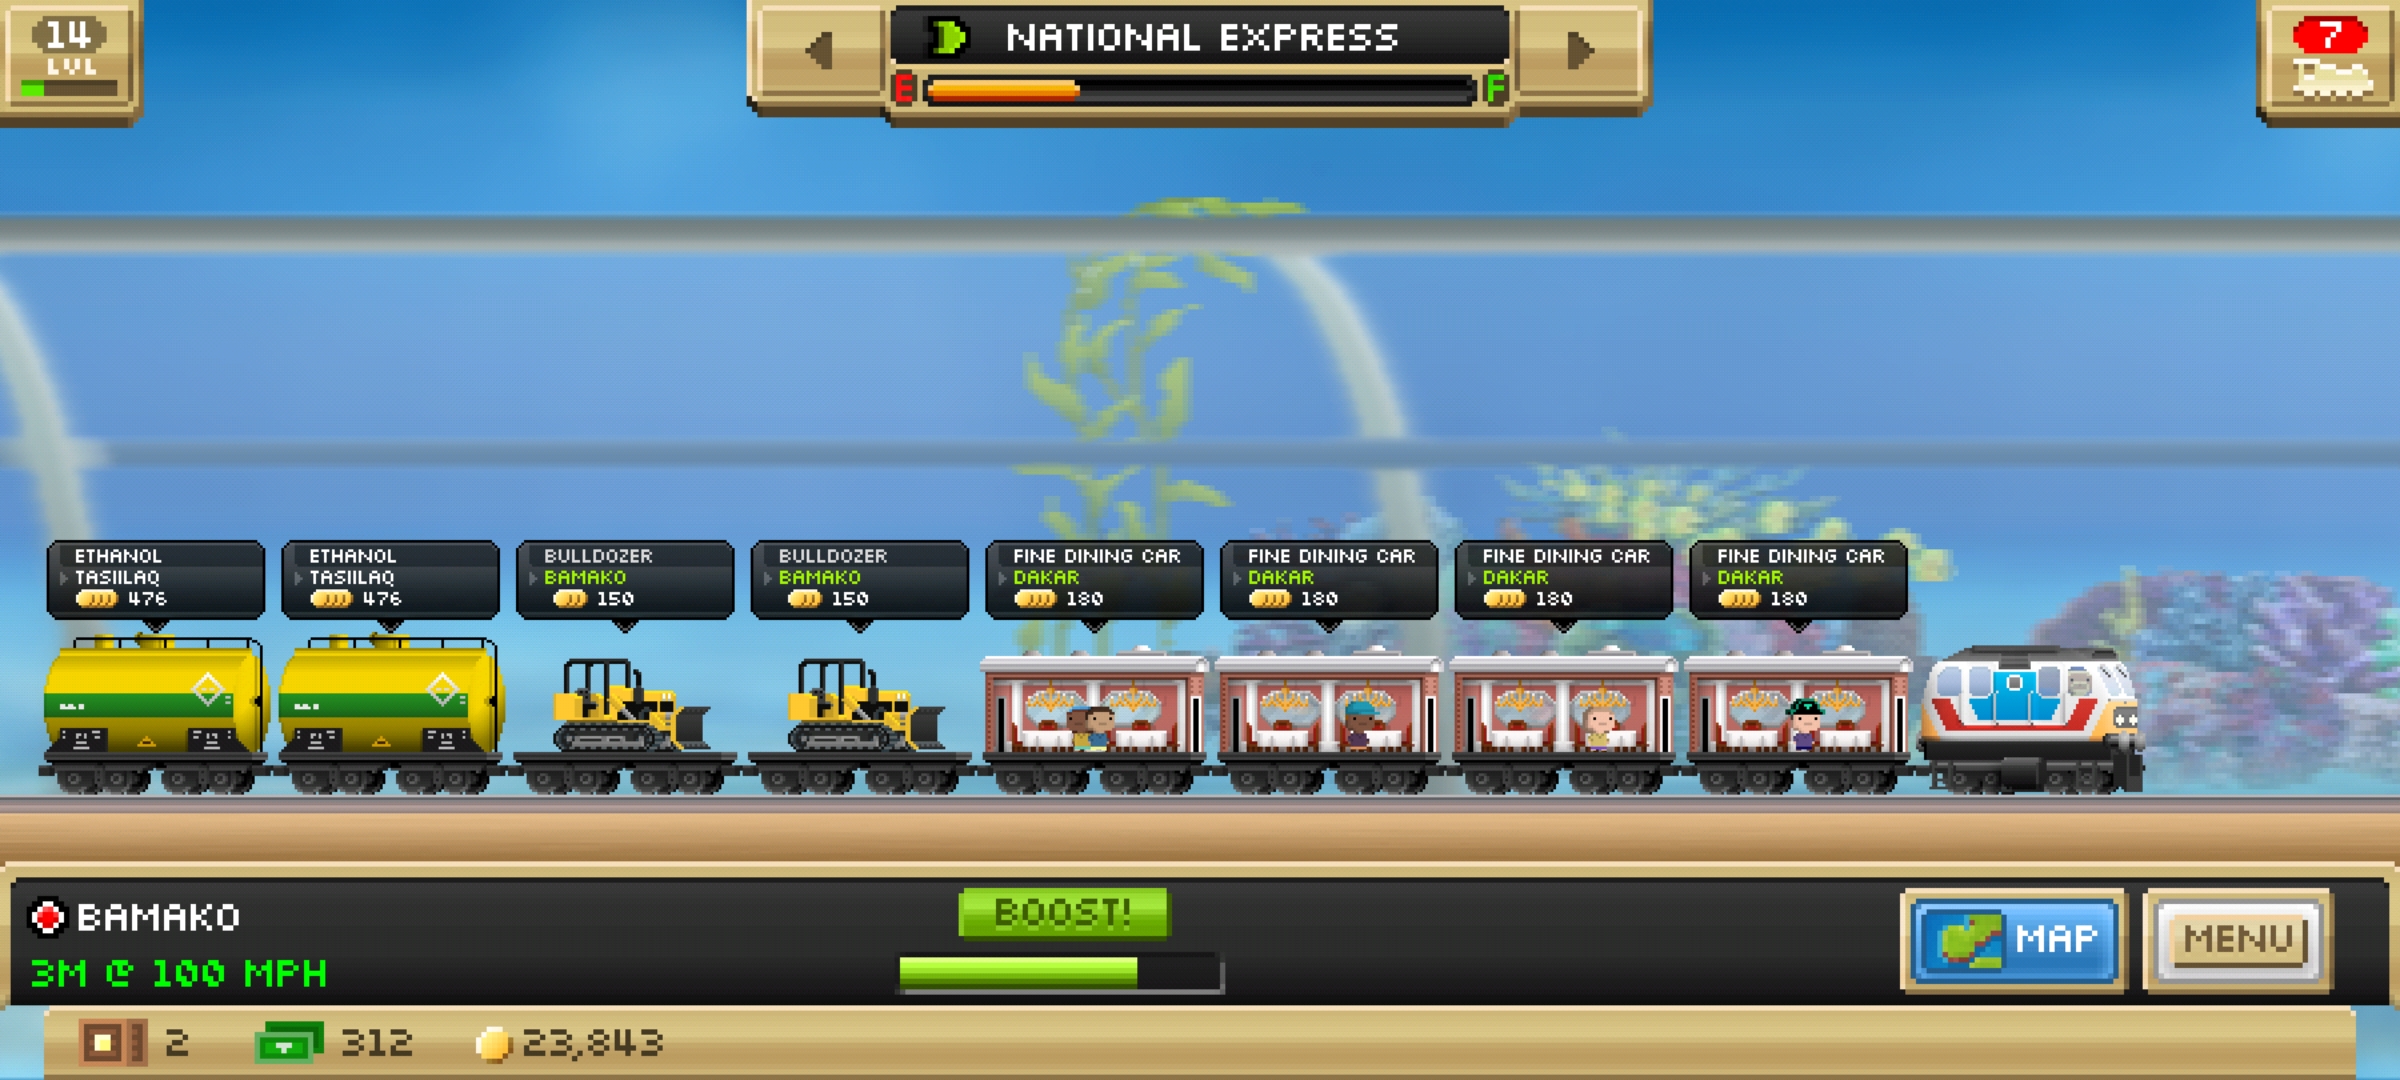 14
LVL
NATIONAL EXPRESS
E F
7
ETHANOL
TASIILAQ
476
ETHANOL
TASIILAQ
476
BULLDOZER
BAMAKO
150
BULLDOZER
BAMAKO
150
FINE DINING CAR
DAKAR
180
FINE DINING CAR
DAKAR
180
FINE DINING CAR
DAKAR
180
FINE DINING CAR
DAKAR
180
BAMAKO
3M @ 100 MPH
BOOST!
MAP
MENU
2
312
23,843